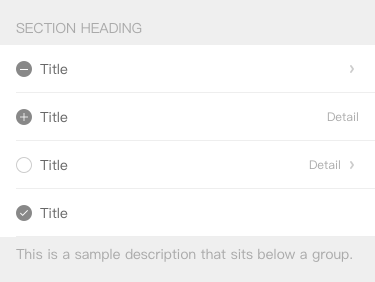 SECTION HEADING
Title
Title Detail
Title Detail
Title
This is a sample description that sits below a group.